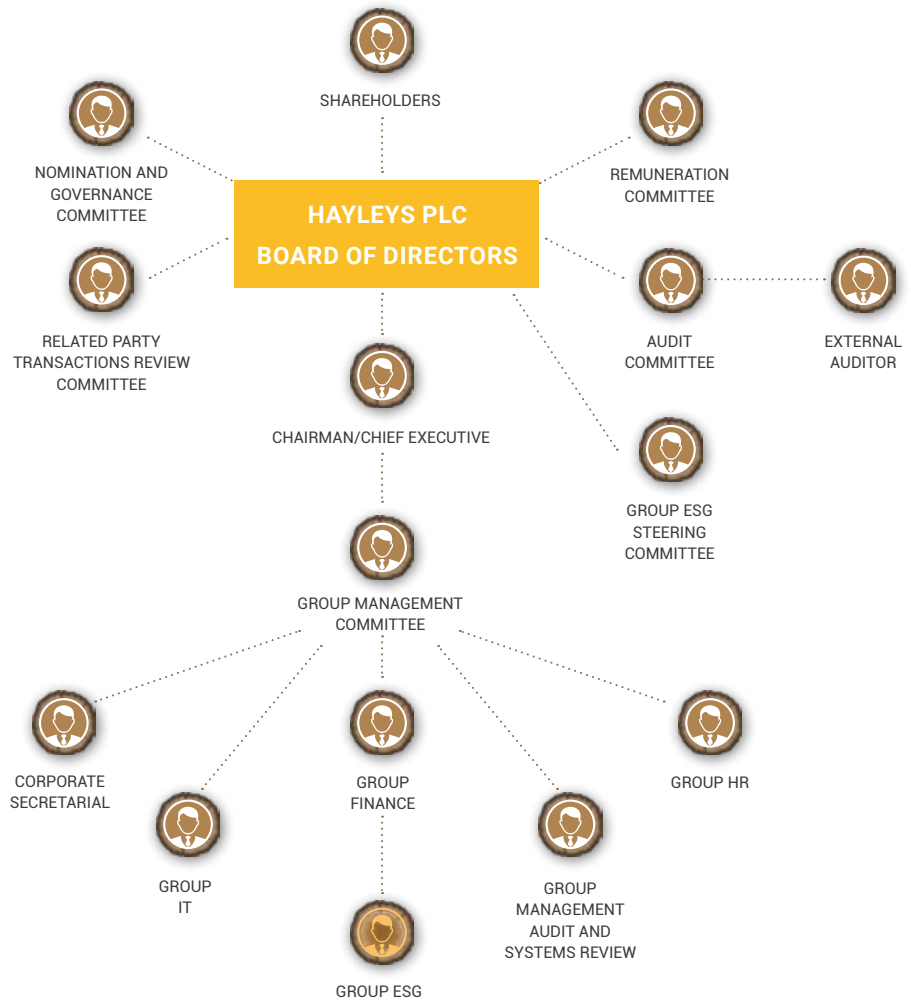 SHAREHOLDERS
NOMINATION AND
GOVERNANCE
COMMITTEE
REMUNERATION
COMMITTEE
HAYLEYS PLC
BOARD OF DIRECTORS
RELATED PARTY
TRANSACTIONS REVIEW
COMMITTEE
AUDIT
COMMITTEE
EXTERNAL
AUDITOR
CHAIRMAN/CHIEF EXECUTIVE
GROUP ESG
STEERING
COMMITTEE
GROUP MANAGEMENT
COMMITTEE
CORPORATE
SECRETARIAL
GROUP
IT
GROUP
FINANCE
GROUP
MANAGEMENT
AUDIT AND
SYSTEMS REVIEW
GROUP HR
GROUP ESG